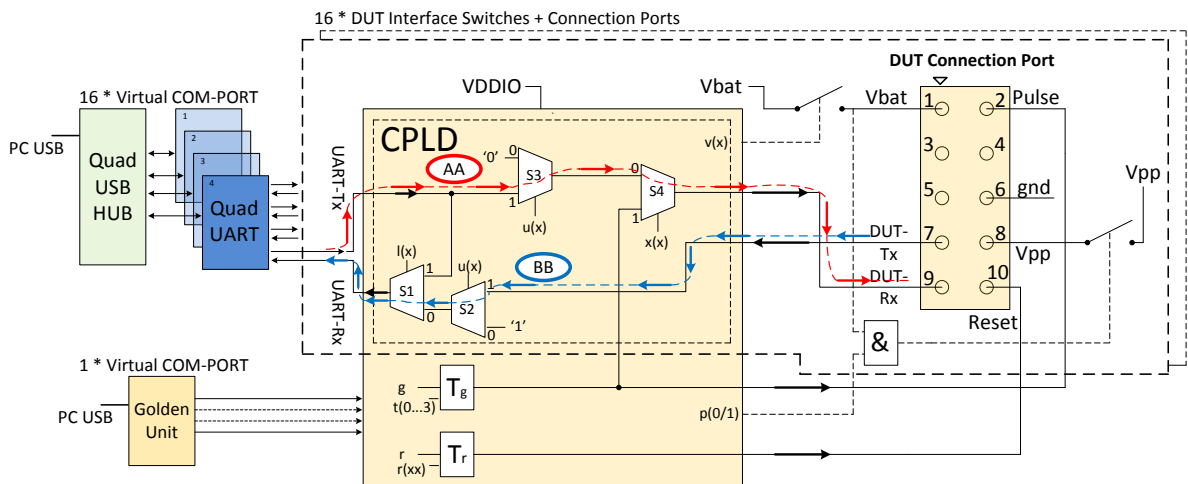 16 * DUT Interface Switches + Connection Ports
DUT Connection Port
16 * Virtual COM-PORT
PC USB
Quad
USB
HUB
1
2
3
4
Quad
UART
UART-Tx
UART-Rx
VDDIO
CPLD
AA
'0'
0
S3
1
u(x)
0
S4
1
x(x)
l(x)
S1
1
0
u(x)
S2
1
0
'1'
BB
Vbat
v(x)
Vbat
1
2
Pulse
3
4
5
6
gnd
7
8
Vpp
9
10
Reset
DUT-
Tx
DUT-
Rx
Vpp
&
p(0/1)
1 * Virtual COM-PORT
PC USB
Golden
Unit
g
t(0...3)
Tg
r
r(xx)
Tr